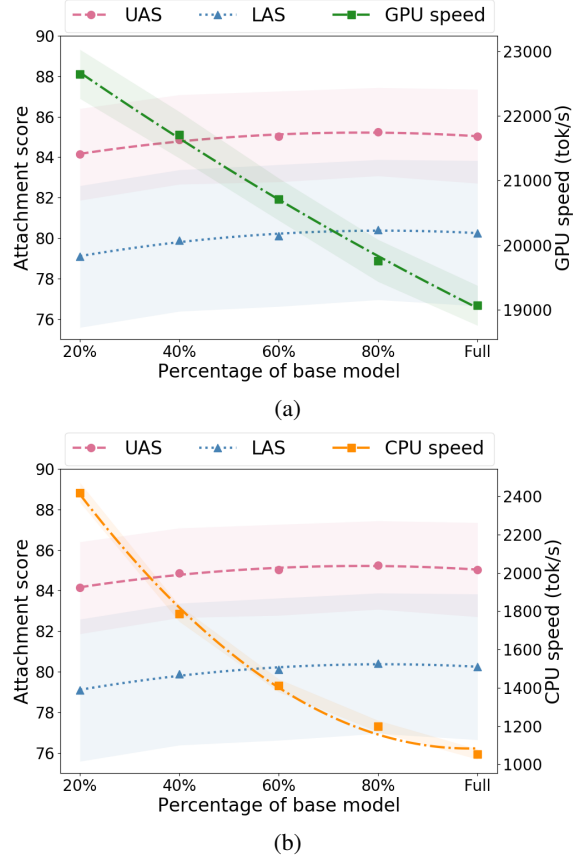 UAS LAS GPU speed
90
88
86
84
82
80
78
76
Attachment score
23000
22000
21000
20000
19000
GPU speed (tok/s)
20% 40% 60% 80% Full
Percentage of base model
(a)
UAS LAS CPU speed
90
88
86
84
82
80
78
76
Attachment score
2400
2200
2000
1800
1600
1400
1200
1000
CPU speed (tok/s)
20% 40% 60% 80% Full
Percentage of base model
(b)